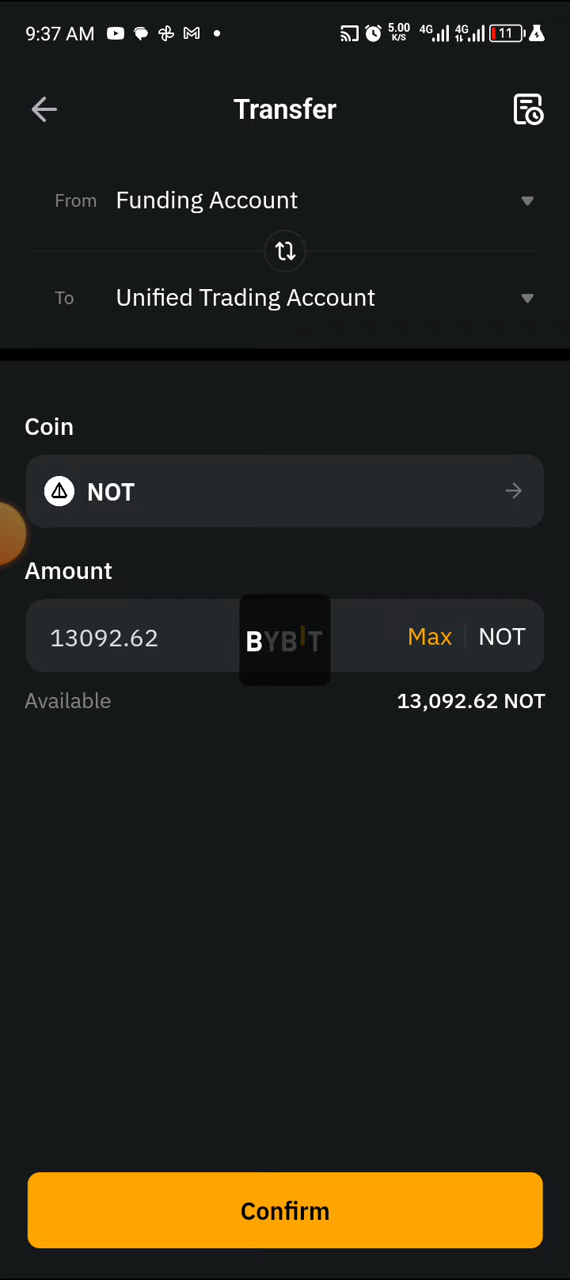 9:37 AM
5.00
K/S
4G
4G
11
Transfer
From Funding Account
To Unified Trading Account
Coin
NOT
Amount
13092.62 BYBIT Max NOT
Available 13,092.62 NOT
Confirm